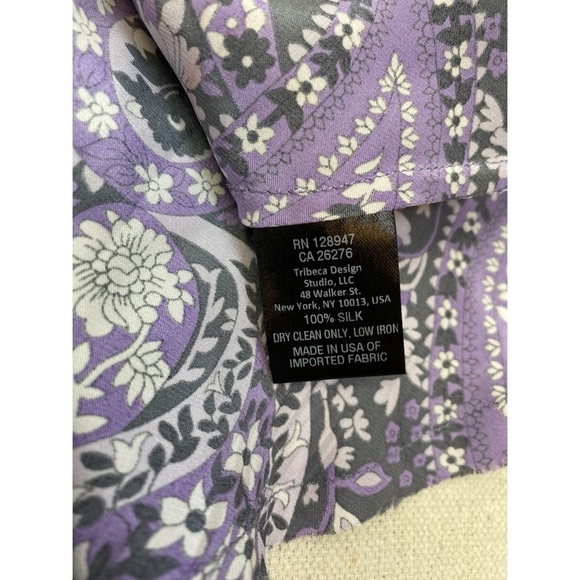 RN 128947
CA 26276
Tribeca Design
Studio, LLC
48 Walker St.
New York, NY 10013, USA
100% SILK
DRY CLEAN ONLY, LOW IRON
MADE IN USA OF
IMPORTED FABRIC